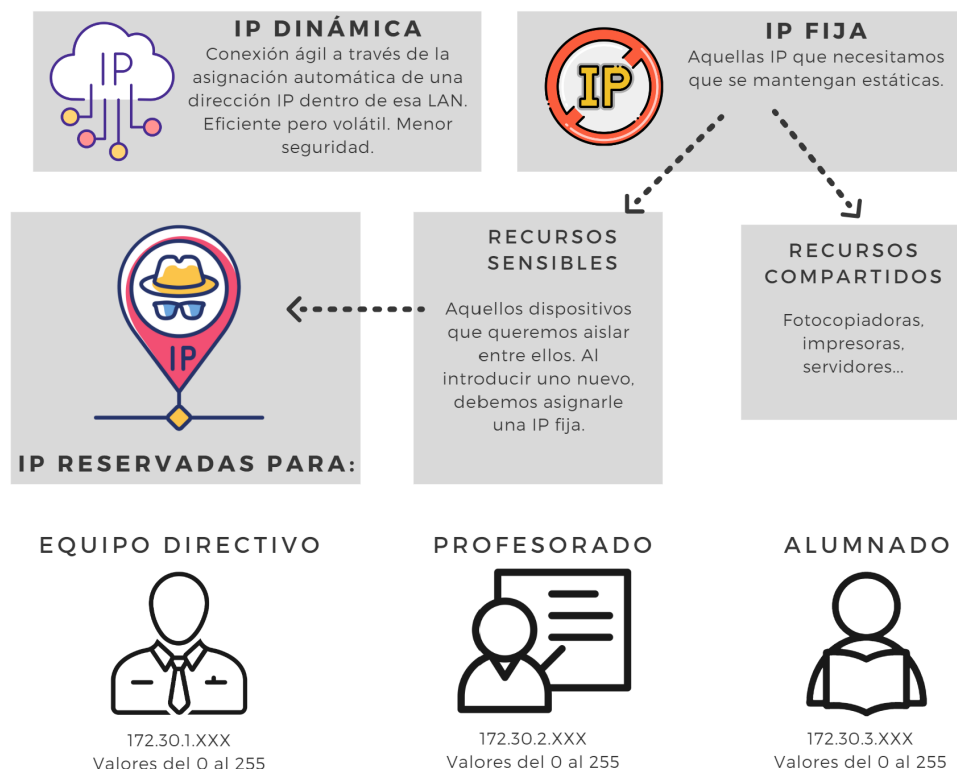 IP
IP DINÁMICA
Conexión ágil a través de la
asignación automática de una
dirección IP dentro de esa LAN.
Eficiente pero volátil. Menor
seguridad.
IP
IP FIJA
Aquellas IP que necesitamos
que se mantengan estáticas.
IP
IP RESERVADAS PARA:
RECURSOS
SENSIBLES
Aquellos dispositivos
que queremos aislar
entre ellos. Al
introducir uno nuevo,
debemos asignarle
una IP fija.
RECURSOS
COMPARTIDOS
Fotocopiadoras,
impresoras,
servidores...
EQUIPO DIRECTIVO
172.30.1.XXX
Valores del 0 al 255
PROFESORADO
172.30.2.XXX
Valores del 0 al 255
ALUMNADO
172.30.3.XXX
Valores del 0 al 255